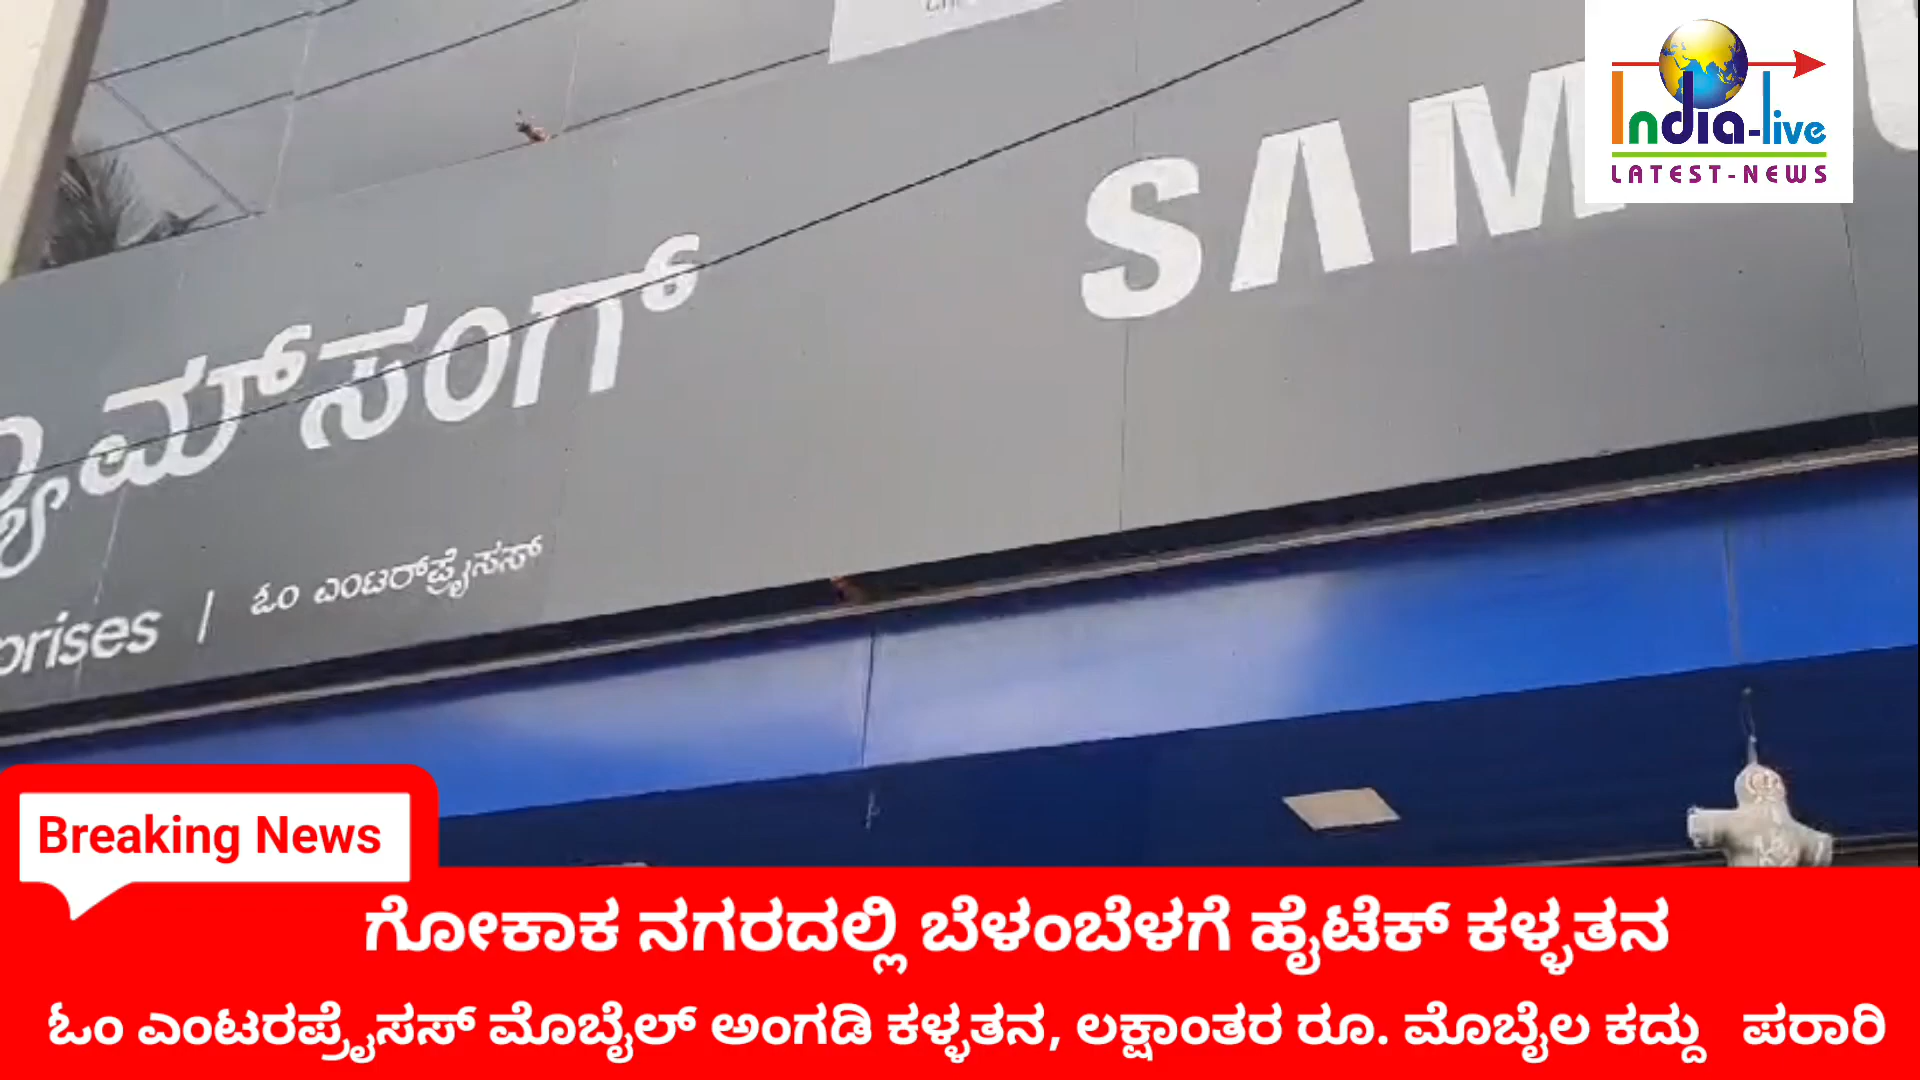 India-live
LATEST-NEWS
SAM
ಸ್ಯಾಮ್‌ಸಂಗ್
prises | ಓಂ ಎಂಟರ್‌ಪ್ರೈಸಸ್
Breaking News
ಗೋಕಾಕ ನಗರದಲ್ಲಿ ಬೆಳಂಬೆಳಗೆ ಹೈಟೆಕ್ ಕಳ್ಳತನ
ಓಂ ಎಂಟರಪ್ರೈಸಸ್ ಮೊಬೈಲ್ ಅಂಗಡಿ ಕಳ್ಳತನ, ಲಕ್ಷಾಂತರ ರೂ. ಮೊಬೈಲ ಕದ್ದು ಪರಾರಿ